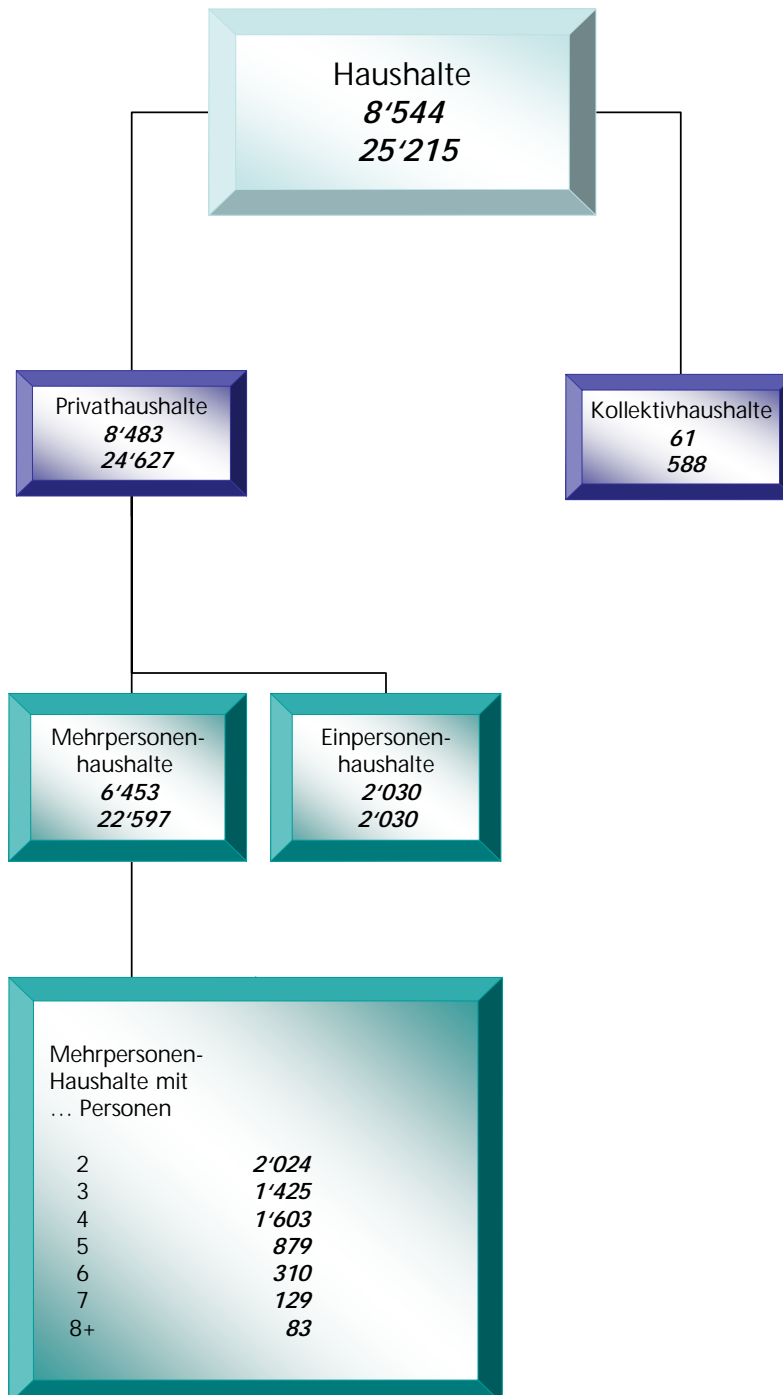 Haushalte
8‘544
25‘215
Privathaushalte
8‘483
24‘627
Kollektivhaushalte
61
588
Mehrpersonen-
haushalte
6‘453
22‘597
Einpersonen-
haushalte
2‘030
2‘030
Mehrpersonen-
Haushalte mit
... Personen
2 2‘024
3 1‘425
4 1‘603
5 879
6 310
7 129
8+ 83